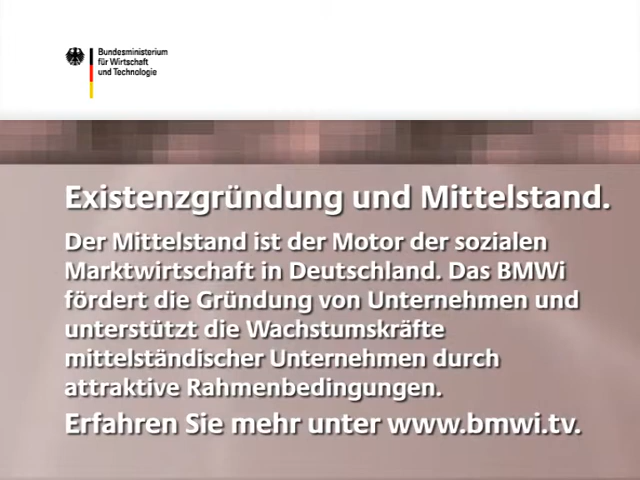 Bundesministerium
für Wirtschaft
und Technologie
Existenzgründung und Mittelstand.
Der Mittelstand ist der Motor der sozialen
Marktwirtschaft in Deutschland. Das BMWi
fördert die Gründung von Unternehmen und
unterstützt die Wachstumskräfte
mittelständischer Unternehmen durch
attraktive Rahmenbedingungen.
Erfahren Sie mehr unter www.bmwi.tv.